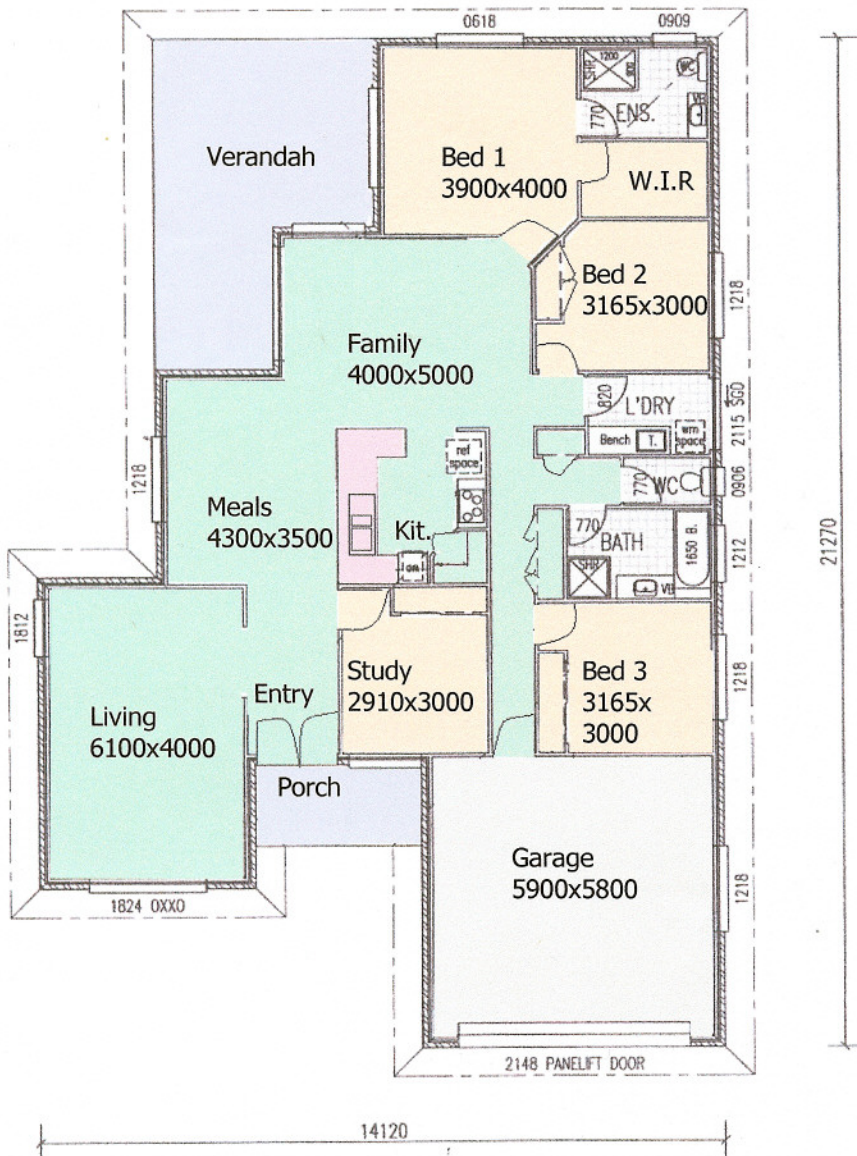 0618
0909
SHR
1200
900
WC
VB
770
ENS.
Verandah
Bed 1
3900x4000
W.I.R
Bed 2
3165x3000
1218
Family
4000x5000
820
L'DRY
2115 SGD
Bench
T.
wm
space
ref
space
1218
770
WC
0906
Meals
4300x3500
Kit.
770
BATH
1650 B.
1212
SHR
VB
21270
1812
Study
2910x3000
Bed 3
3165x
3000
1218
Entry
Living
6100x4000
Porch
Garage
5900x5800
1218
1824 OXXO
2148 PANELIFT DOOR
14120